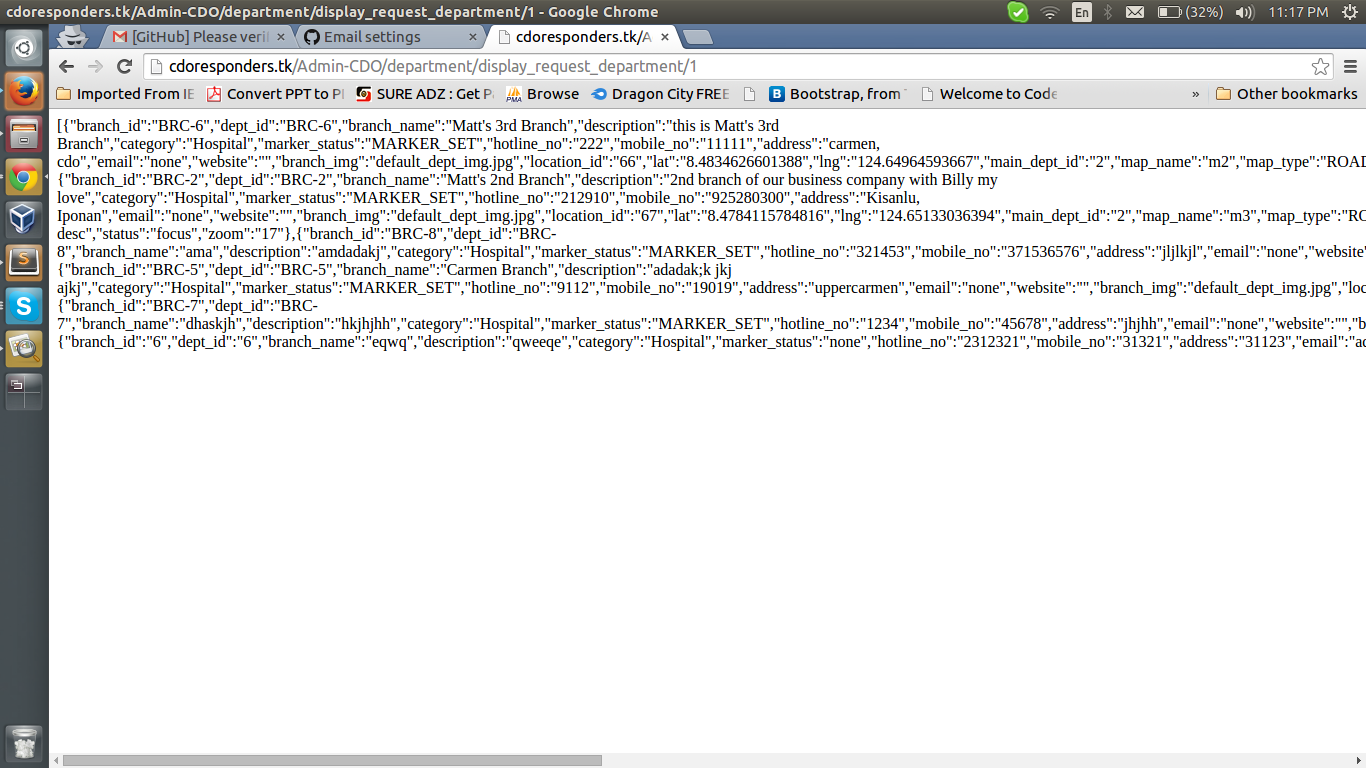 cdoresponders.tk/Admin-CDO/department/display_request_department/1 - Google Chrome
En
(32%)
11:17 PM
[GitHub] Please veri
Email settings
cdoresponders.tk/A
cdoresponders.tk/Admin-CDO/department/display_request_department/1
Imported From IE
Convert PPT to P
SURE ADZ : Get P
PMA
Browse
Dragon City FREE
B
Bootstrap, from
Welcome to Code
»
Other bookmarks
[{"branch_id":"BRC-6","dept_id":"BRC-6","branch_name":"Matt's 3rd Branch","description":"this is Matt's 3rd
Branch","category":"Hospital","marker_status":"MARKER_SET","hotline_no":"222","mobile_no":"11111","address":"carmen,
cdo","email":"none","website":"","branch_img":"default_dept_img.jpg","location_id":"66","lat":"8.4834626601388","lng":"124.64964593667","main_dept_id":"2","map_name":"m2","map_type":"ROAD
{"branch_id":"BRC-2","dept_id":"BRC-2","branch_name":"Matt's 2nd Branch","description":"2nd branch of our business company with Billy my
love","category":"Hospital","marker_status":"MARKER_SET","hotline_no":"212910","mobile_no":"925280300","address":"Kisanlu,
Iponan","email":"none","website":"","branch_img":"default_dept_img.jpg","location_id":"67","lat":"8.4784115784816","lng":"124.65133036394","main_dept_id":"2","map_name":"m3","map_type":"RO
desc","status":"focus","zoom":"17"},{"branch_id":"BRC-8","dept_id":"BRC-
8","branch_name":"ama","description":"amdadakj","category":"Hospital","marker_status":"MARKER_SET","hotline_no":"321453","mobile_no":"371536576","address":"jljlkjl","email":"none","website"
{"branch_id":"BRC-5","dept_id":"BRC-5","branch_name":"Carmen Branch","description":"adadak;k jkj
ajkj","category":"Hospital","marker_status":"MARKER_SET","hotline_no":"9112","mobile_no":"19019","address":"uppercarmen","email":"none","website":"","branch_img":"default_dept_img.jpg","loc
{"branch_id":"BRC-7","dept_id":"BRC-
7","branch_name":"dhaskjh","description":"hkjhjhh","category":"Hospital","marker_status":"MARKER_SET","hotline_no":"1234","mobile_no":"45678","address":"jhjhh","email":"none","website":"","b
{"branch_id":"6","dept_id":"6","branch_name":"eqwq","description":"qweeqe","category":"Hospital","marker_status":"none","hotline_no":"2312321","mobile_no":"31321","address":"31123","email":"ac